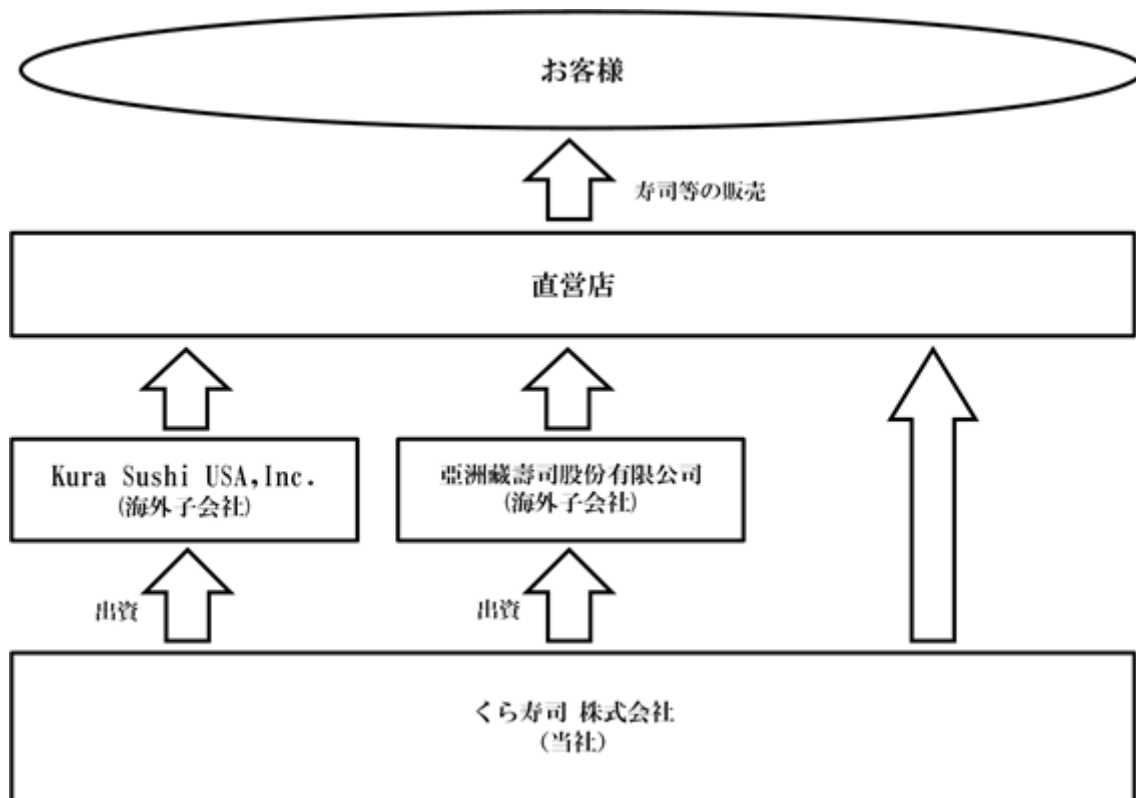 お客様
寿司等の販売
直営店
Kura Sushi USA,Inc.
(海外子会社)
亞洲藏壽司股份有限公司
(海外子会社)
出資
出資
くら寿司 株式会社
(当社)